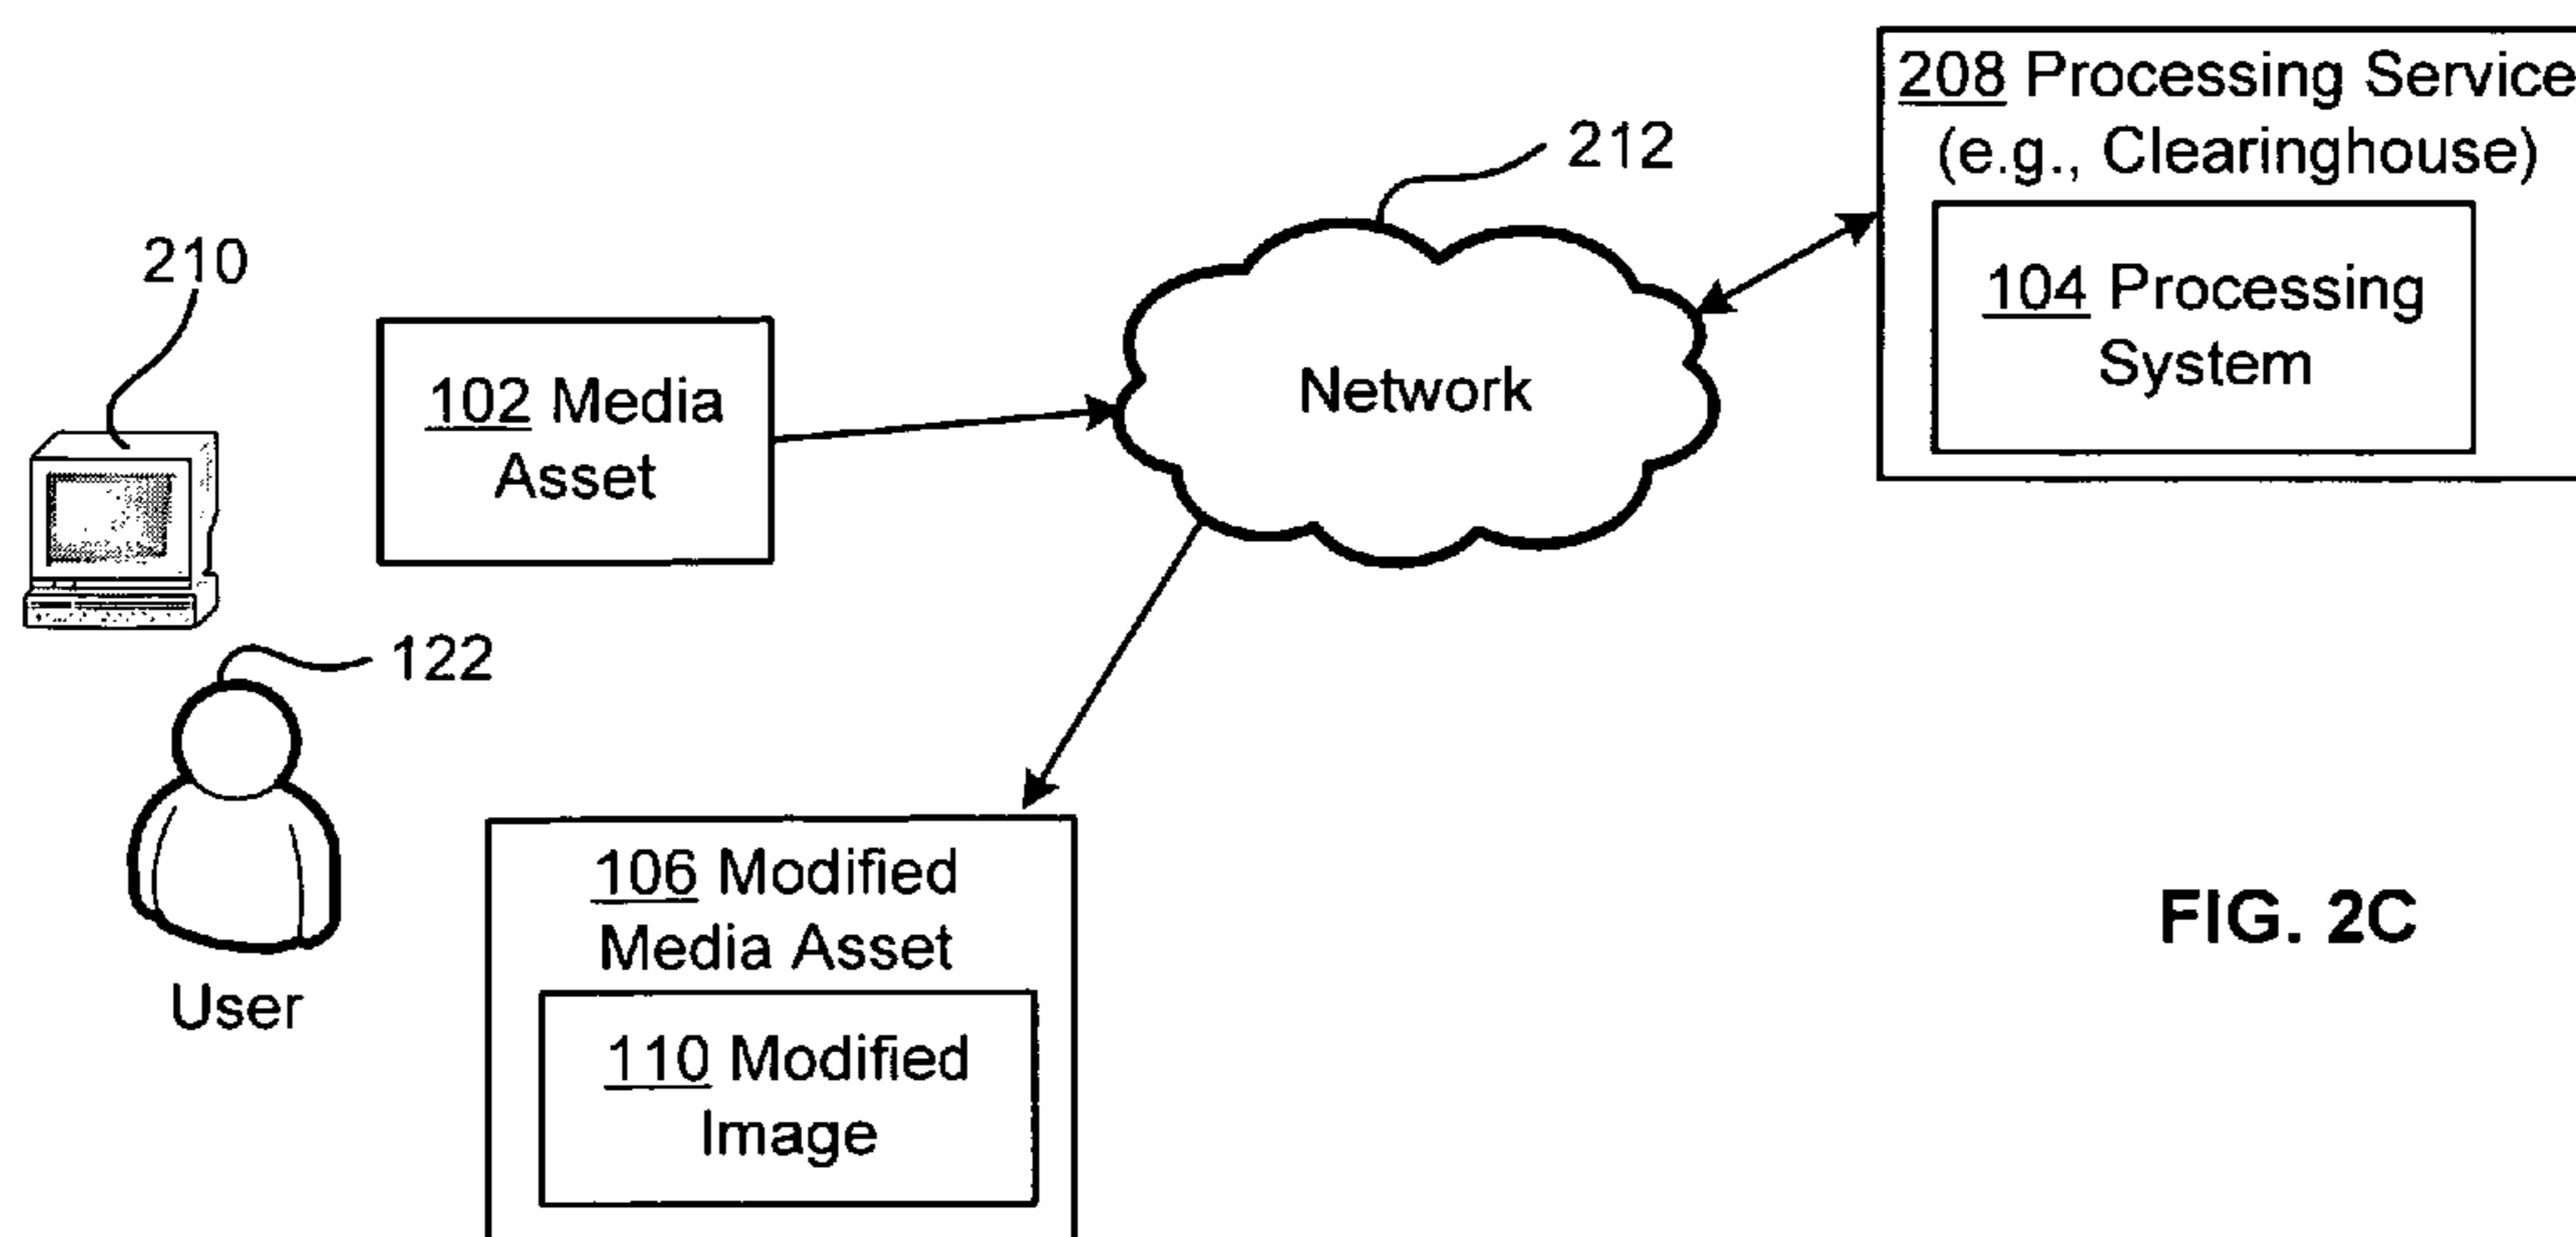 208 Processing Service
(e.g., Clearinghouse)
212
104 Processing
System
210
102 Media
Asset
Network
122
106 Modified
Media Asset
User
110 Modified
Image
FIG. 2C